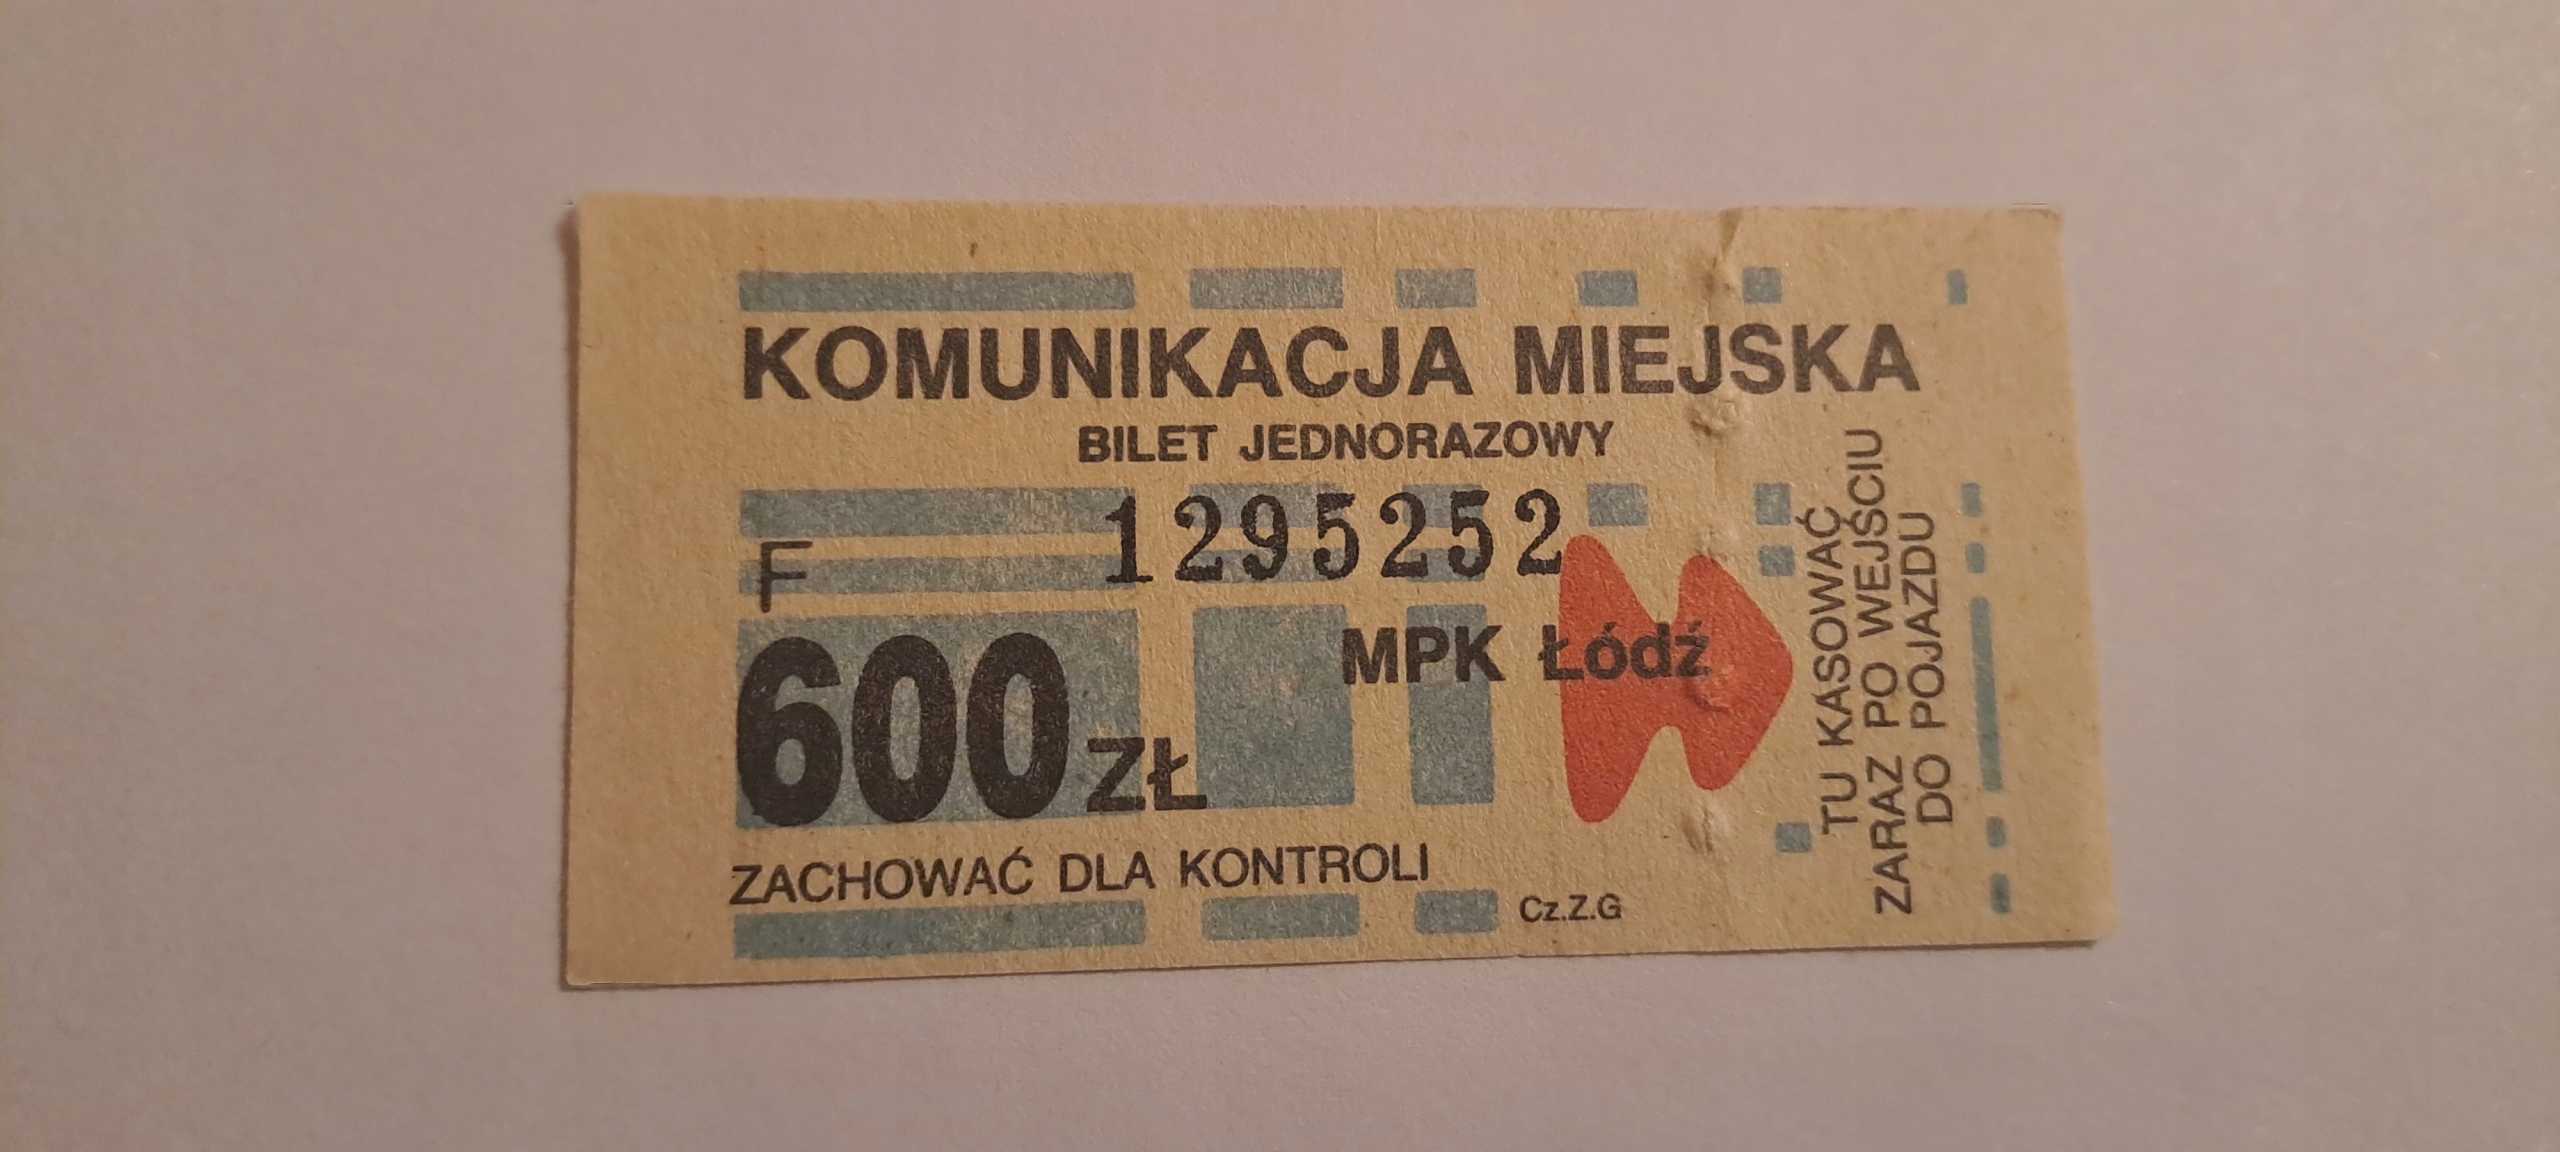 KOMUNIKACJA MIEJSKA
BILET JEDNORAZOWY
F 1295252
MPK Łódź
600 ZŁ
ZACHOWAĆ DLA KONTROLI
Cz.Z.G
TU KASOWAĆ
ZARAZ PO WEJŚCIU
DO POJAZDU